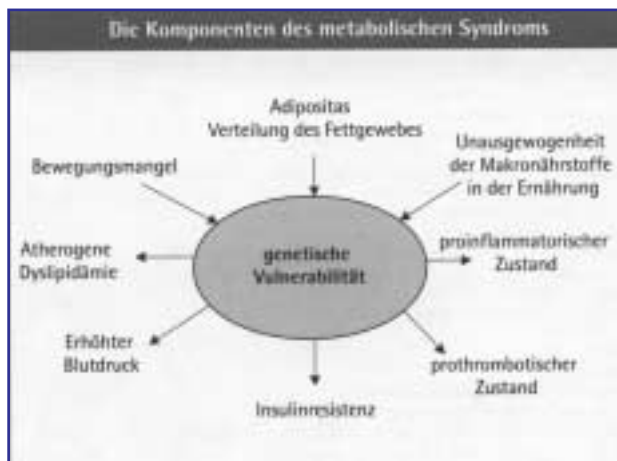 Die Komponenten des metabolischen Syndroms
Adipositas
Verteilung des Fettgewebes
Unausgewogenheit
der Makronährstoffe
in der Ernährung
Bewegungsmangel
genetische
Vulnerabilität
Atherogene
Dyslipidämie
proinflammatorischer
Zustand
Erhöhter
Blutdruck
prothrombotischer
Zustand
Insulinresistenz